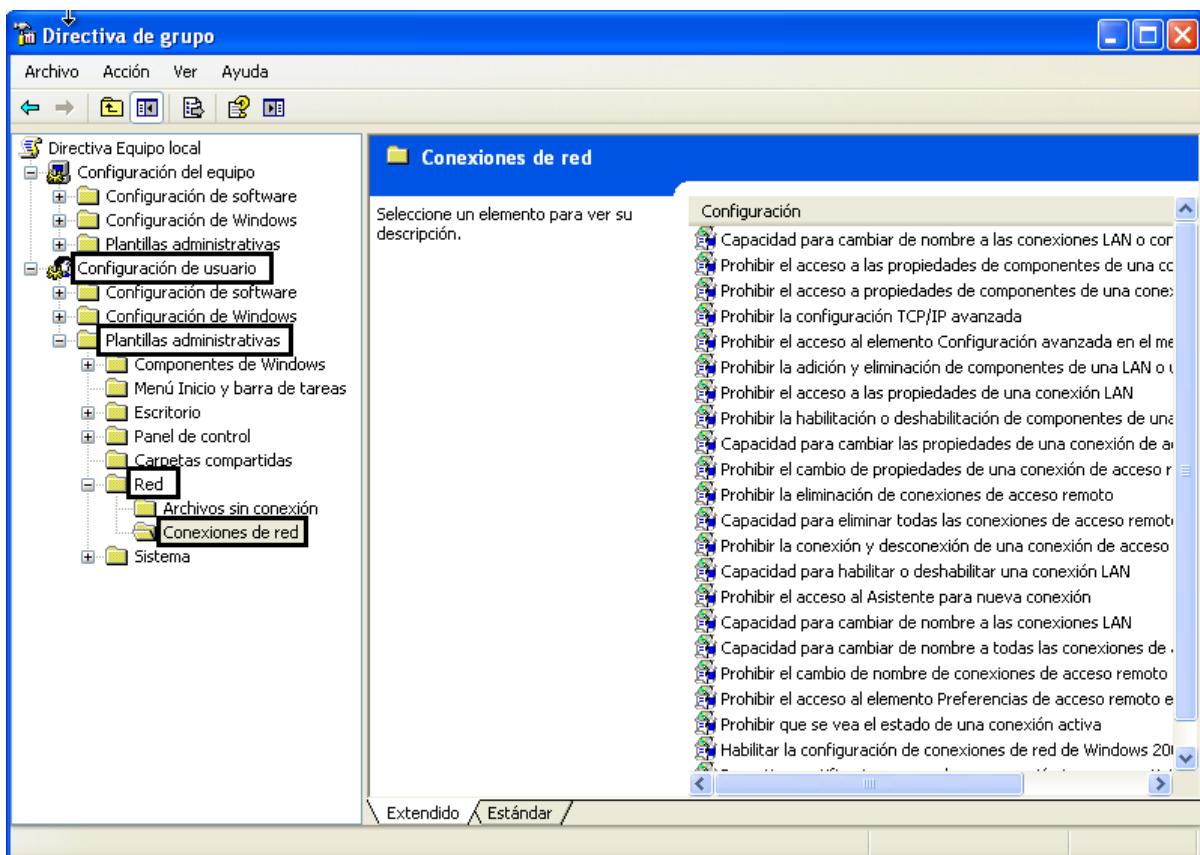 Directiva de grupo
Archivo Acción Ver Ayuda
Directiva Equipo local
Configuración del equipo
Configuración de software
Configuración de Windows
Plantillas administrativas
Configuración de usuario
Configuración de software
Configuración de Windows
Plantillas administrativas
Componentes de Windows
Menú Inicio y barra de tareas
Escritorio
Panel de control
Carpetas compartidas
Red
Archivos sin conexión
Conexiones de red
Sistema
Conexiones de red
Seleccione un elemento para ver su
descripción.
Configuración
Capacidad para cambiar de nombre a las conexiones LAN o
Prohibir el acceso a las propiedades de componentes de una
Prohibir el acceso a propiedades de componentes de una
Prohibir la configuración TCP/IP avanzada
Prohibir el acceso al elemento Configuración avanzada en el
Prohibir la adición y eliminación de componentes de una LAN o
Prohibir el acceso a las propiedades de una conexión LAN
Prohibir la habilitación o deshabilitación de componentes de
Capacidad para cambiar las propiedades de una conexión de
Prohibir el cambio de propiedades de una conexión de acceso
Prohibir la eliminación de conexiones de acceso remoto
Capacidad para eliminar todas las conexiones de acceso
Prohibir la conexión y desconexión de una conexión de acceso
Capacidad para habilitar o deshabilitar una conexión LAN
Prohibir el acceso al Asistente para nueva conexión
Capacidad para cambiar de nombre a las conexiones LAN
Capacidad para cambiar de nombre a todas las conexiones de
Prohibir el cambio de nombre de conexiones de acceso remoto
Prohibir el acceso al elemento Preferencias de acceso remoto
Prohibir que se vea el estado de una conexión activa
Habilitar la configuración de conexiones de red de Windows
Extendido Estándar